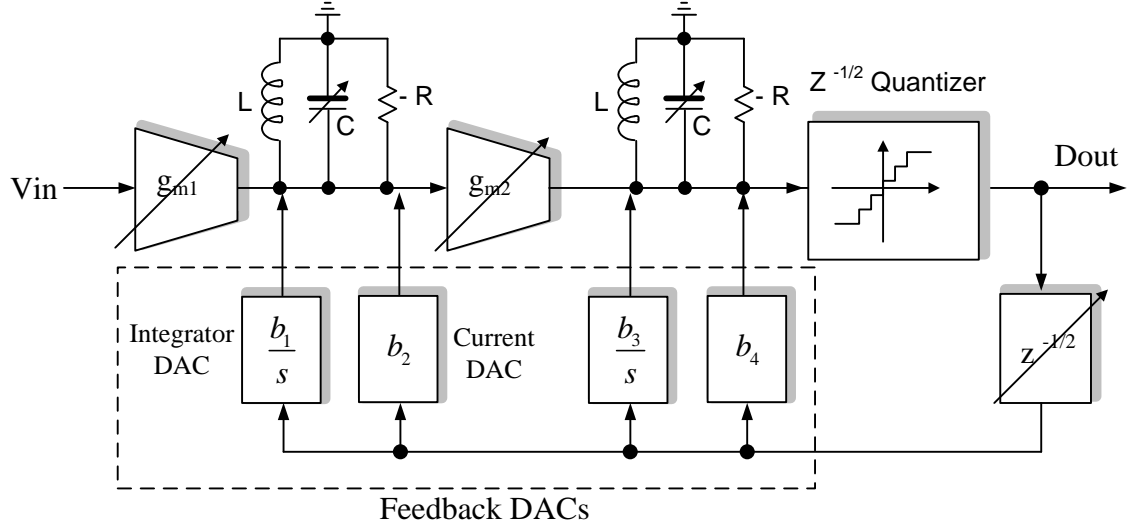 Z -1/2 Quantizer
L
C
- R
L
C
- R
Vin
gm1
gm2
Dout
Integrator
DAC
b1
s
b2
Current
DAC
b3
s
b4
z -1/2
Feedback DACs